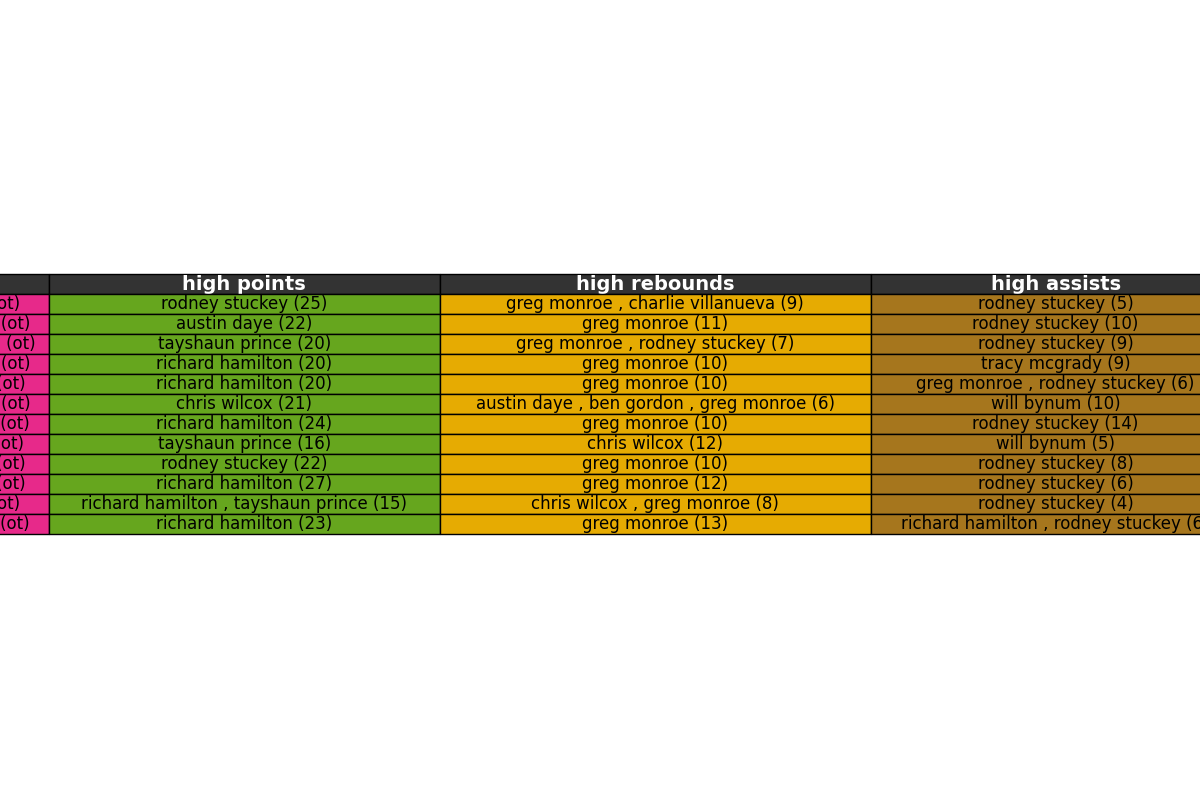 high points high rebounds high assists
ot) rodney stuckey (25) greg monroe , charlie villanueva (9) rodney stuckey (5)
(ot) austin daye (22) greg monroe (11) rodney stuckey (10)
(ot) tayshaun prince (20) greg monroe , rodney stuckey (7) rodney stuckey (9)
(ot) richard hamilton (20) greg monroe (10) tracy mcgrady (9)
(ot) richard hamilton (20) greg monroe (10) greg monroe , rodney stuckey (6)
(ot) chris wilcox (21) austin daye , ben gordon , greg monroe (6) will bynum (10)
(ot) richard hamilton (24) greg monroe (10) rodney stuckey (14)
ot) tayshaun prince (16) chris wilcox (12) will bynum (5)
(ot) rodney stuckey (22) greg monroe (10) rodney stuckey (8)
(ot) richard hamilton (27) greg monroe (12) rodney stuckey (6)
ot) richard hamilton , tayshaun prince (15) chris wilcox , greg monroe (8) rodney stuckey (4)
(ot) richard hamilton (23) greg monroe (13) richard hamilton , rodney stuckey (6